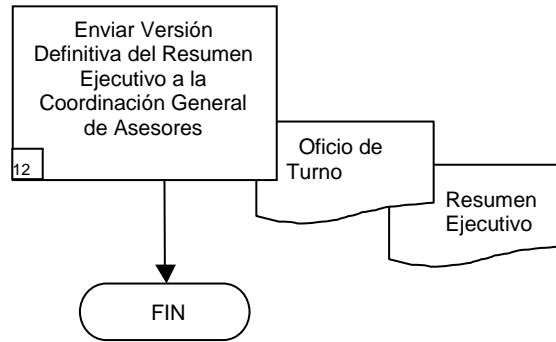 Enviar Versión
Definitiva del Resumen
Ejecutivo a la
Coordinación General
de Asesores
12
Oficio de
Turno
Resumen
Ejecutivo
FIN